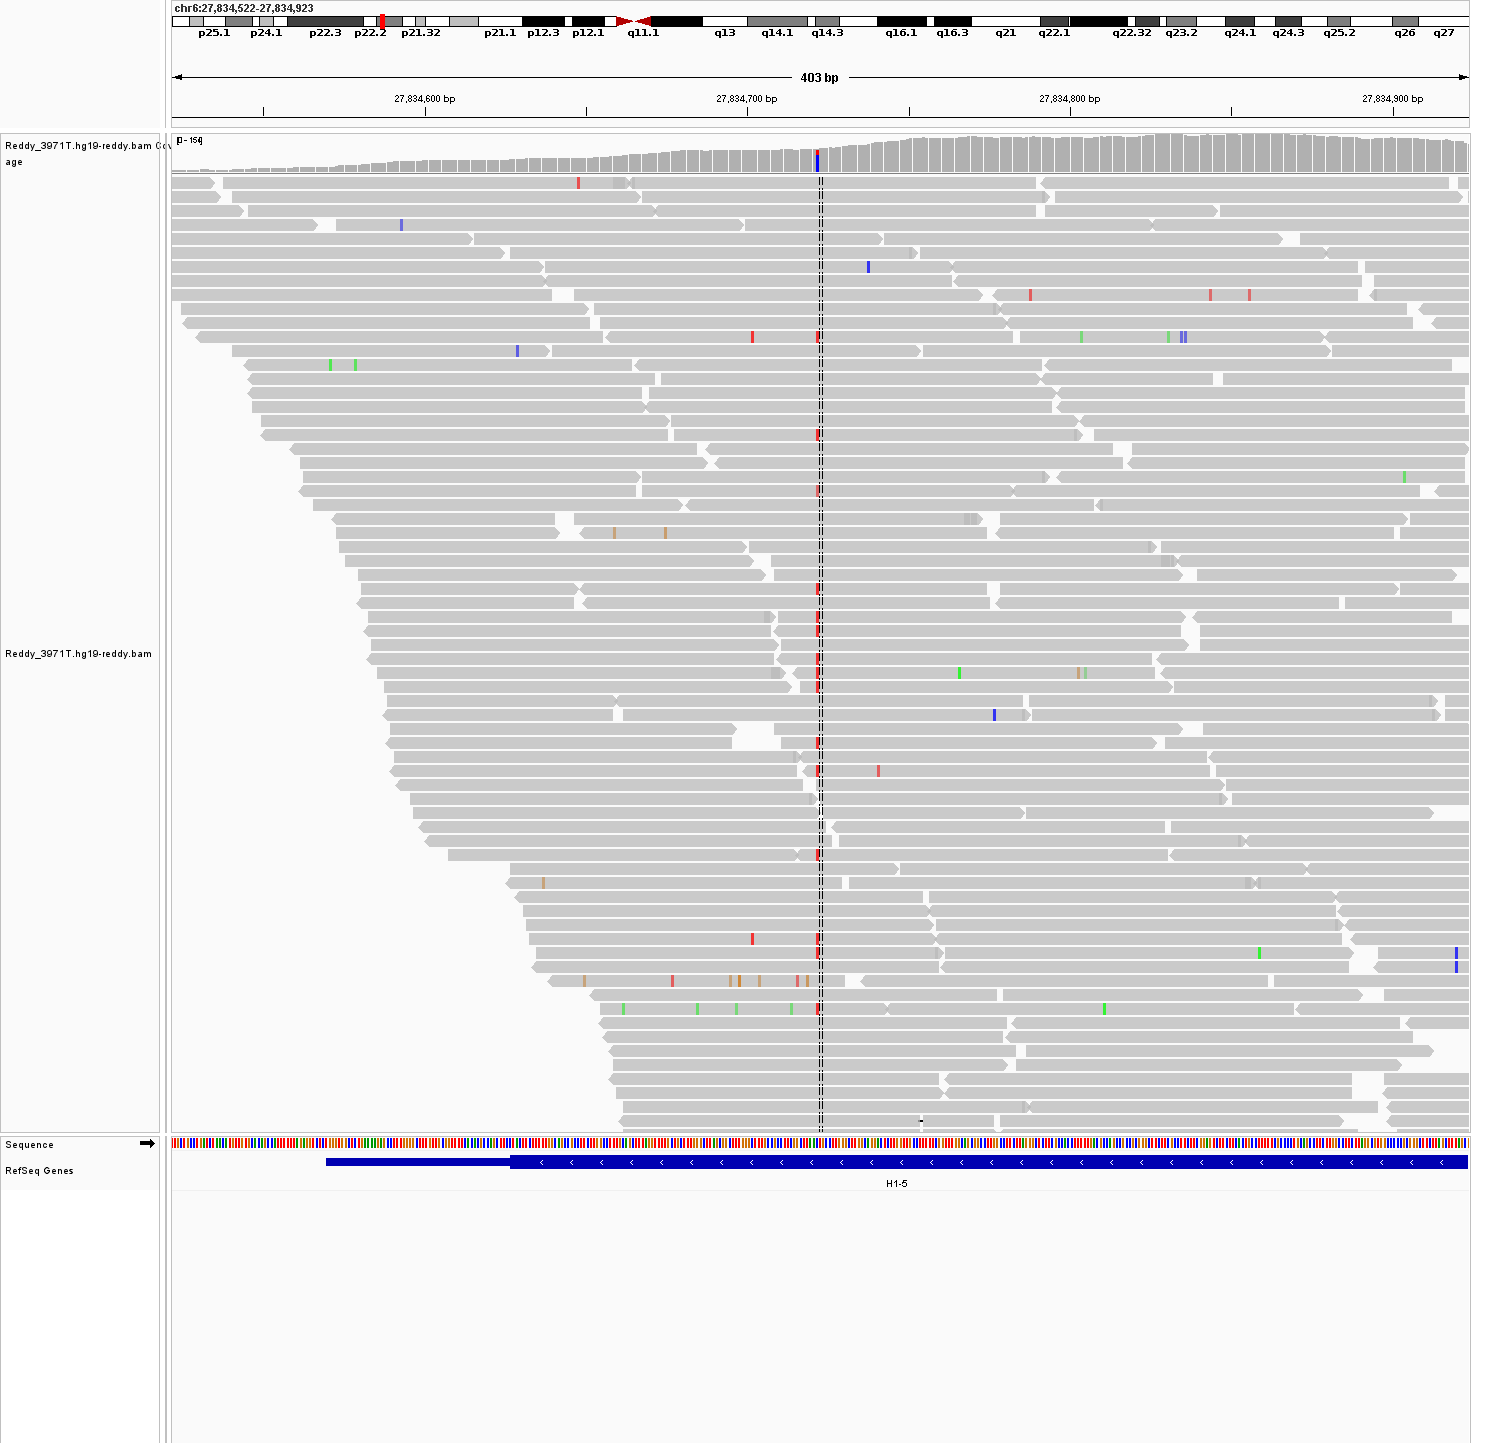 chr6:27,834,522-27,834,923
p25.1 p24.1 p22.3 p22.2 p21.32 p21.1 p12.3 p12.1 q11.1 q13 q14.1 q14.3 q16.1 q16.3 q21 q22.1 q22.32 q23.2 q24.1 q24.3 q25.2 q26 q27
403 bp
27,834,600 bp 27,834,700 bp 27,834,800 bp 27,834,900 bp
[0 - 154]
Reddy_3971T.hg19-reddy.bam Cov
age
Reddy_3971T.hg19-reddy.bam
Sequence
RefSeq Genes
H1-5